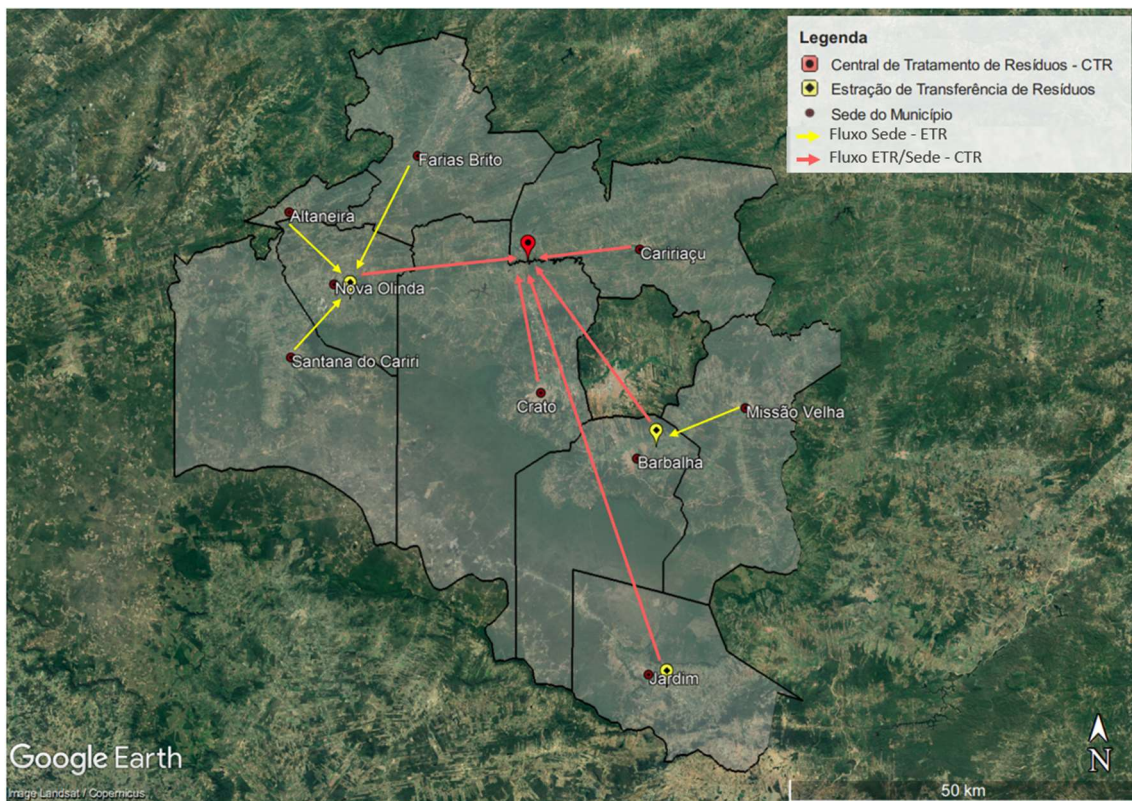 Legenda
Central de Tratamento de Resíduos - CTR
Estração de Transferência de Resíduos
Sede do Município
Fluxo Sede - ETR
Fluxo ETR/Sede - CTR
Farias Brito
Altaneira
Caririaçu
Nova Olinda
Santana do Cariri
Crato
Missão Velha
Barbalha
Jardim
Google Earth
Image Landsat / Copernicus
N
50 km